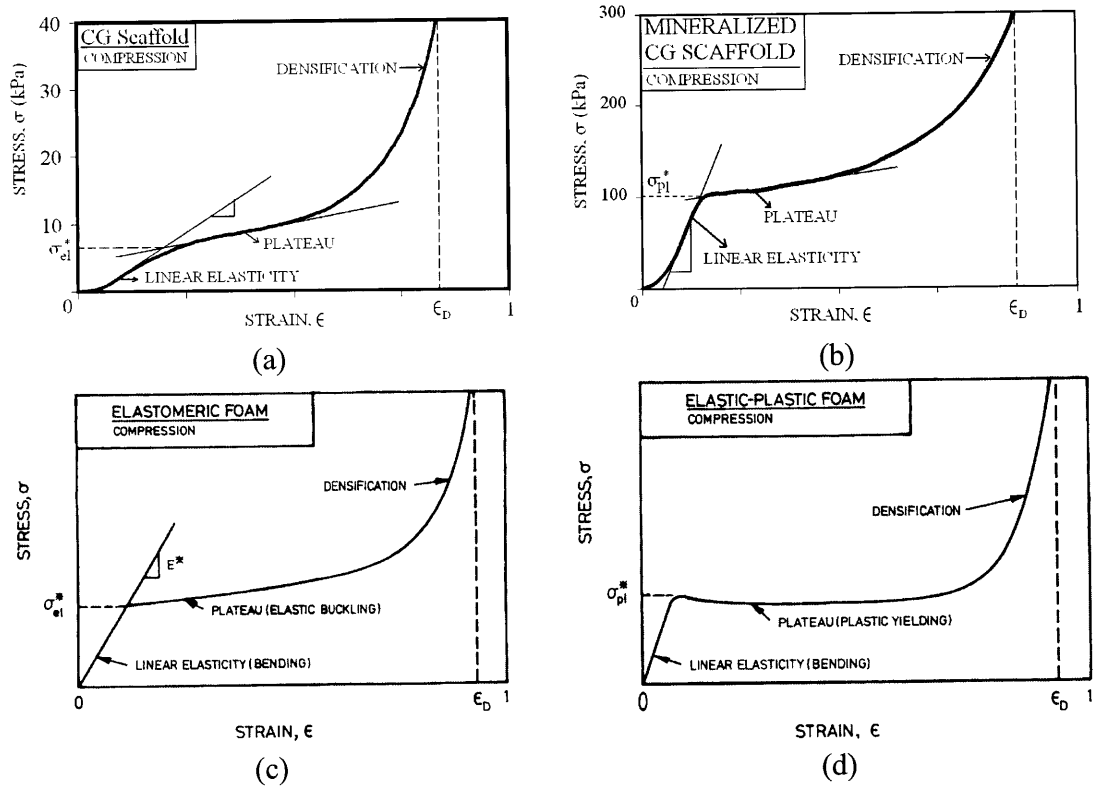 CG Scaffold
COMPRESSION
DENSIFICATION
PLATEAU
LINEAR ELASTICITY
STRESS, σ (kPa)
40
30
20
10
0
σ*el
0
STRAIN, ϵ
ϵD
1
(a)
MINERALIZED
CG SCAFFOLD
COMPRESSION
DENSIFICATION
PLATEAU
LINEAR ELASTICITY
STRESS, σ (kPa)
300
200
100
0
σ*pl
0
STRAIN, ϵ
ϵD
1
(b)
ELASTOMERIC FOAM
COMPRESSION
DENSIFICATION
E*
PLATEAU (ELASTIC BUCKLING)
LINEAR ELASTICITY (BENDING)
STRESS, σ
σ*el
0
ϵD
1
STRAIN, ϵ
(c)
ELASTIC-PLASTIC FOAM
COMPRESSION
DENSIFICATION
PLATEAU (PLASTIC YIELDING)
LINEAR ELASTICITY (BENDING)
STRESS, σ
σ*pl
0
ϵD
1
STRAIN, ϵ
(d)